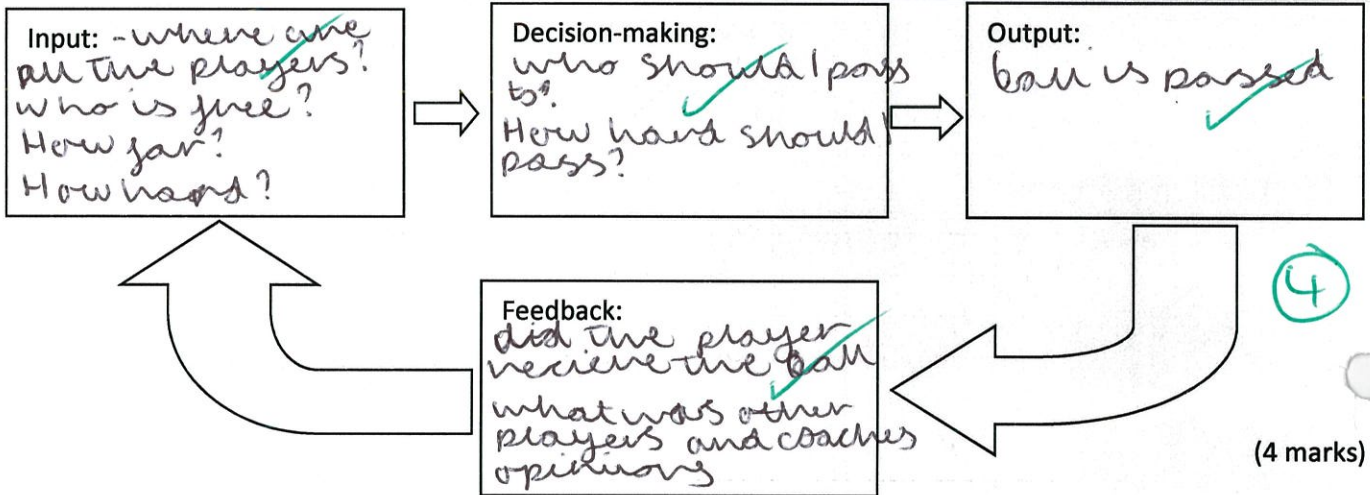 Input: - where are
all the players?
who is free?
How far?
How hard?
Decision-making:
who should I pass
to?
How hard should I
pass?
Output:
ball is passed
4
Feedback:
did the player
recieve the ball
what was other
players and coaches
opinions
(4 marks)